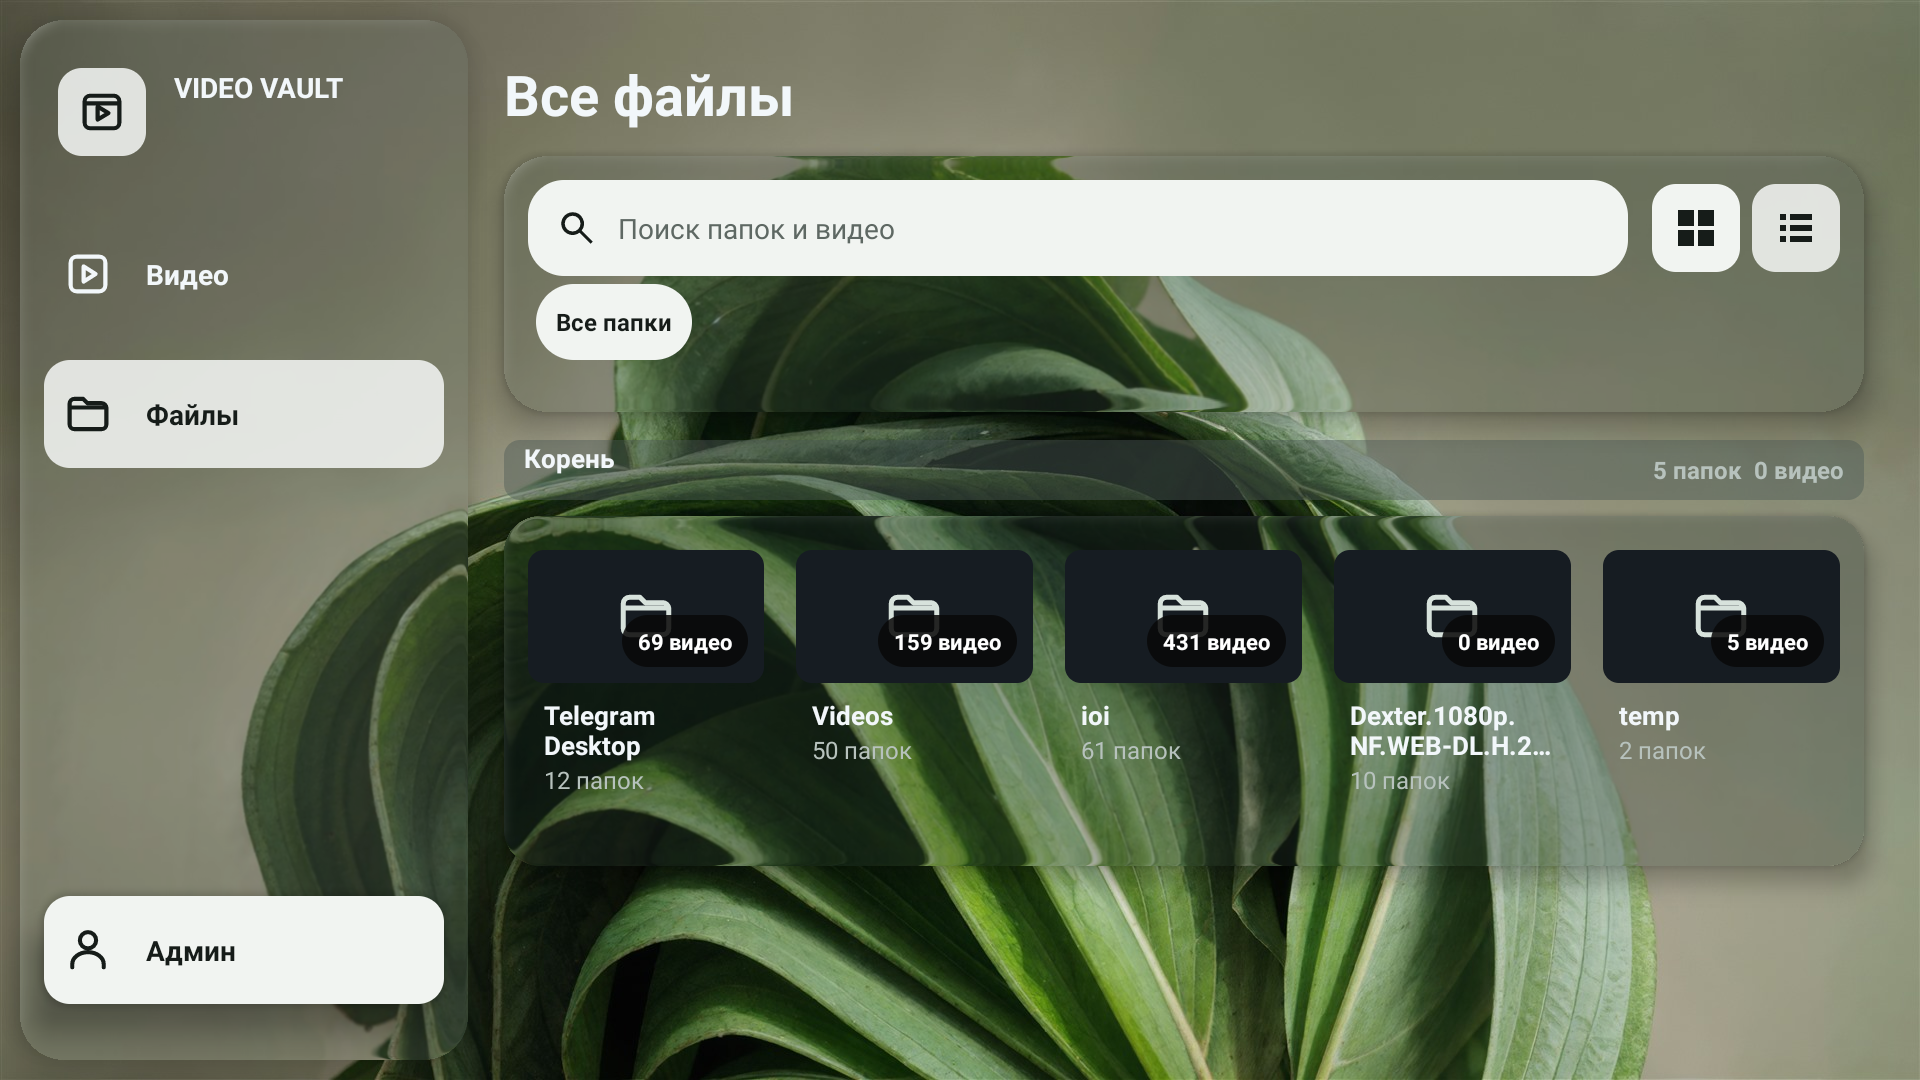 VIDEO VAULT
Видео
Файлы
Админ
Все файлы
Поиск папок и видео
Все папки
Корень
5 папок 0 видео
69 видео
Telegram
Desktop
12 папок
159 видео
Videos
50 папок
431 видео
ioi
61 папок
0 видео
Dexter.1080p.
NF.WEB-DL.H.2…
10 папок
5 видео
temp
2 папок